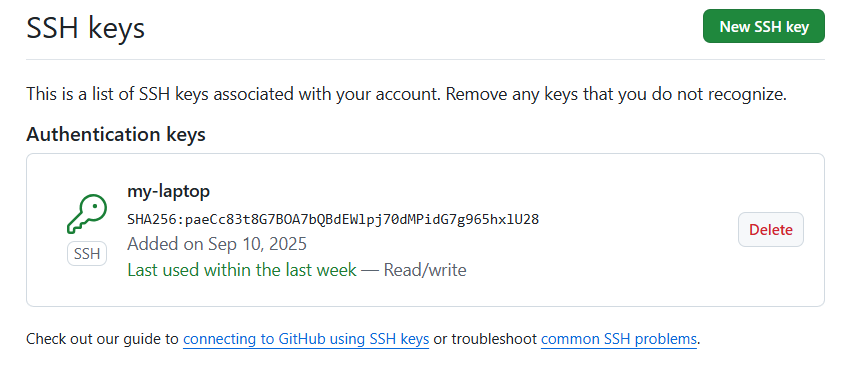 SSH keys
New SSH key
This is a list of SSH keys associated with your account. Remove any keys that you do not recognize.
Authentication keys
my-laptop
SHA256:paeCc83t8G7BOA7bQBdEWlpj70dMPidG7g965hxlU28
Added on Sep 10, 2025
Last used within the last week — Read/write
SSH
Delete
Check out our guide to connecting to GitHub using SSH keys or troubleshoot common SSH problems.